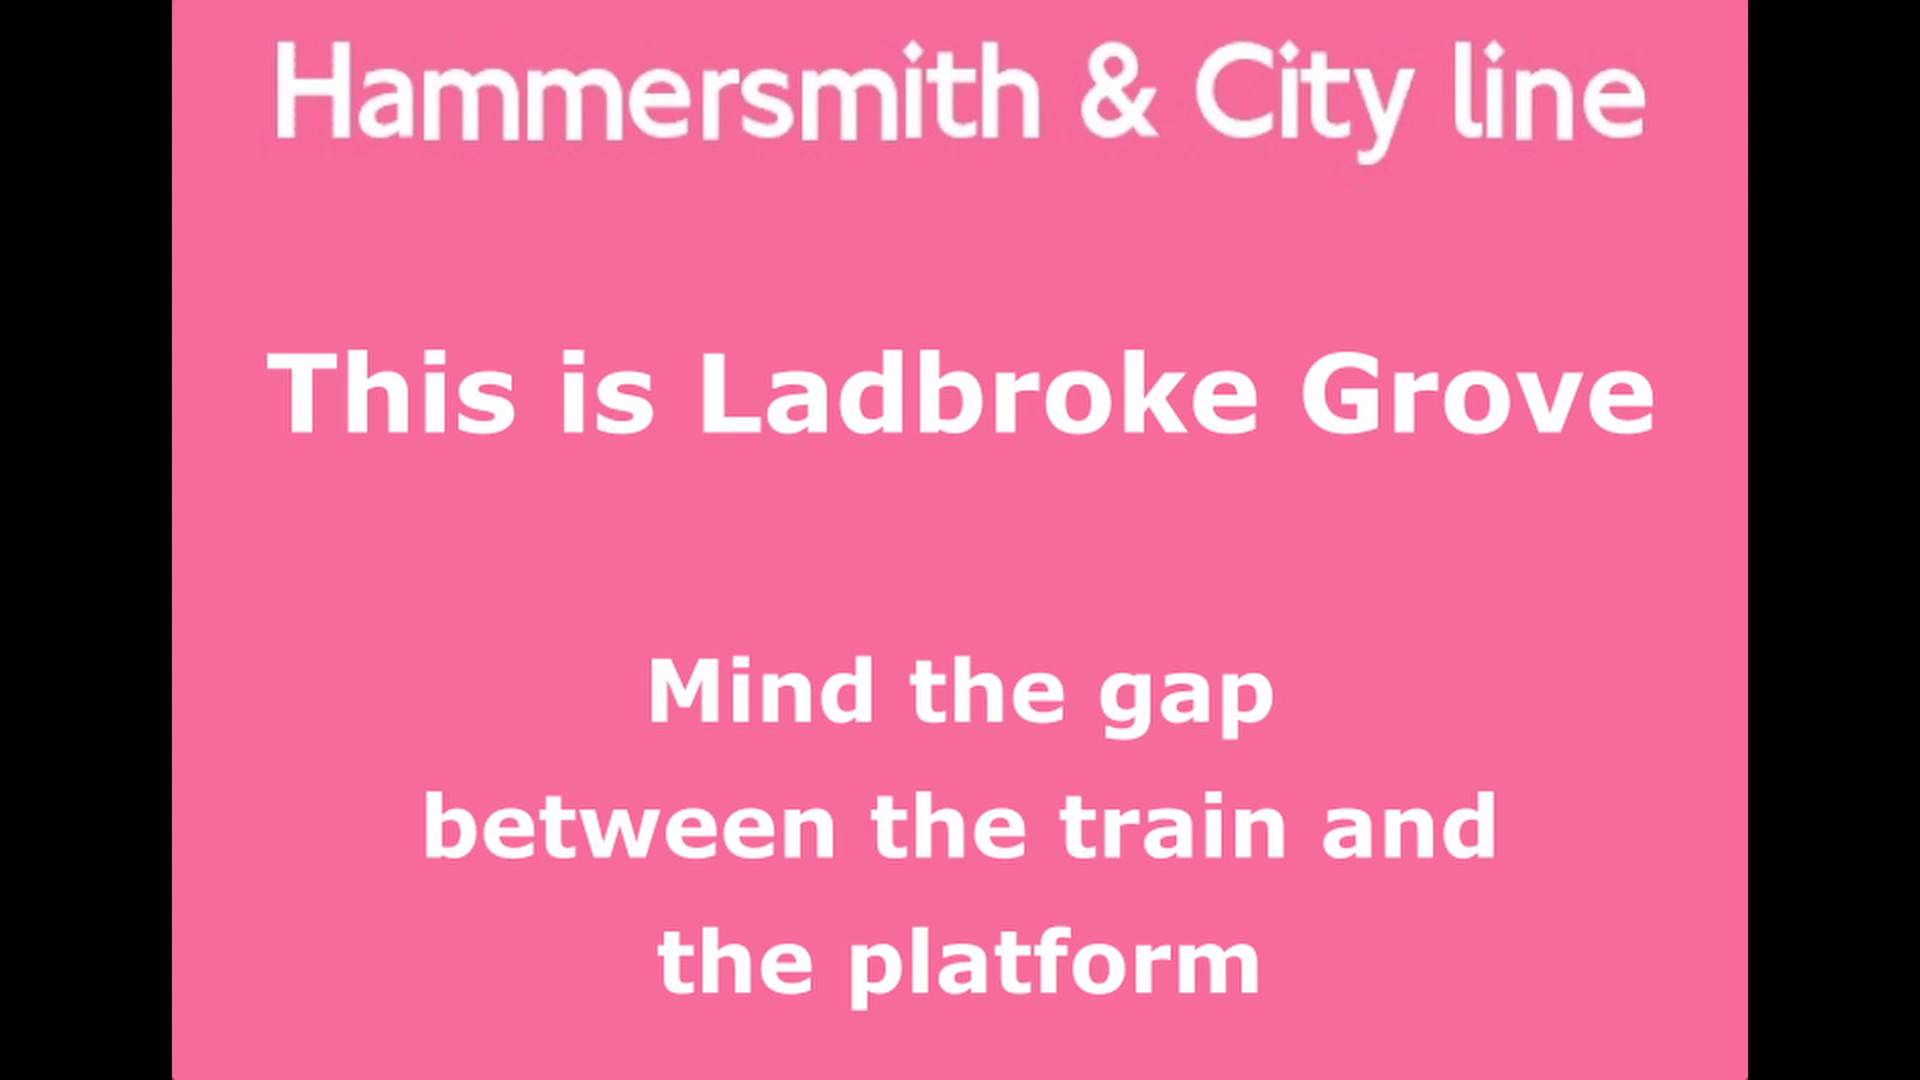 Hammersmith & City line
This is Ladbroke Grove
Mind the gap
between the train and
the platform